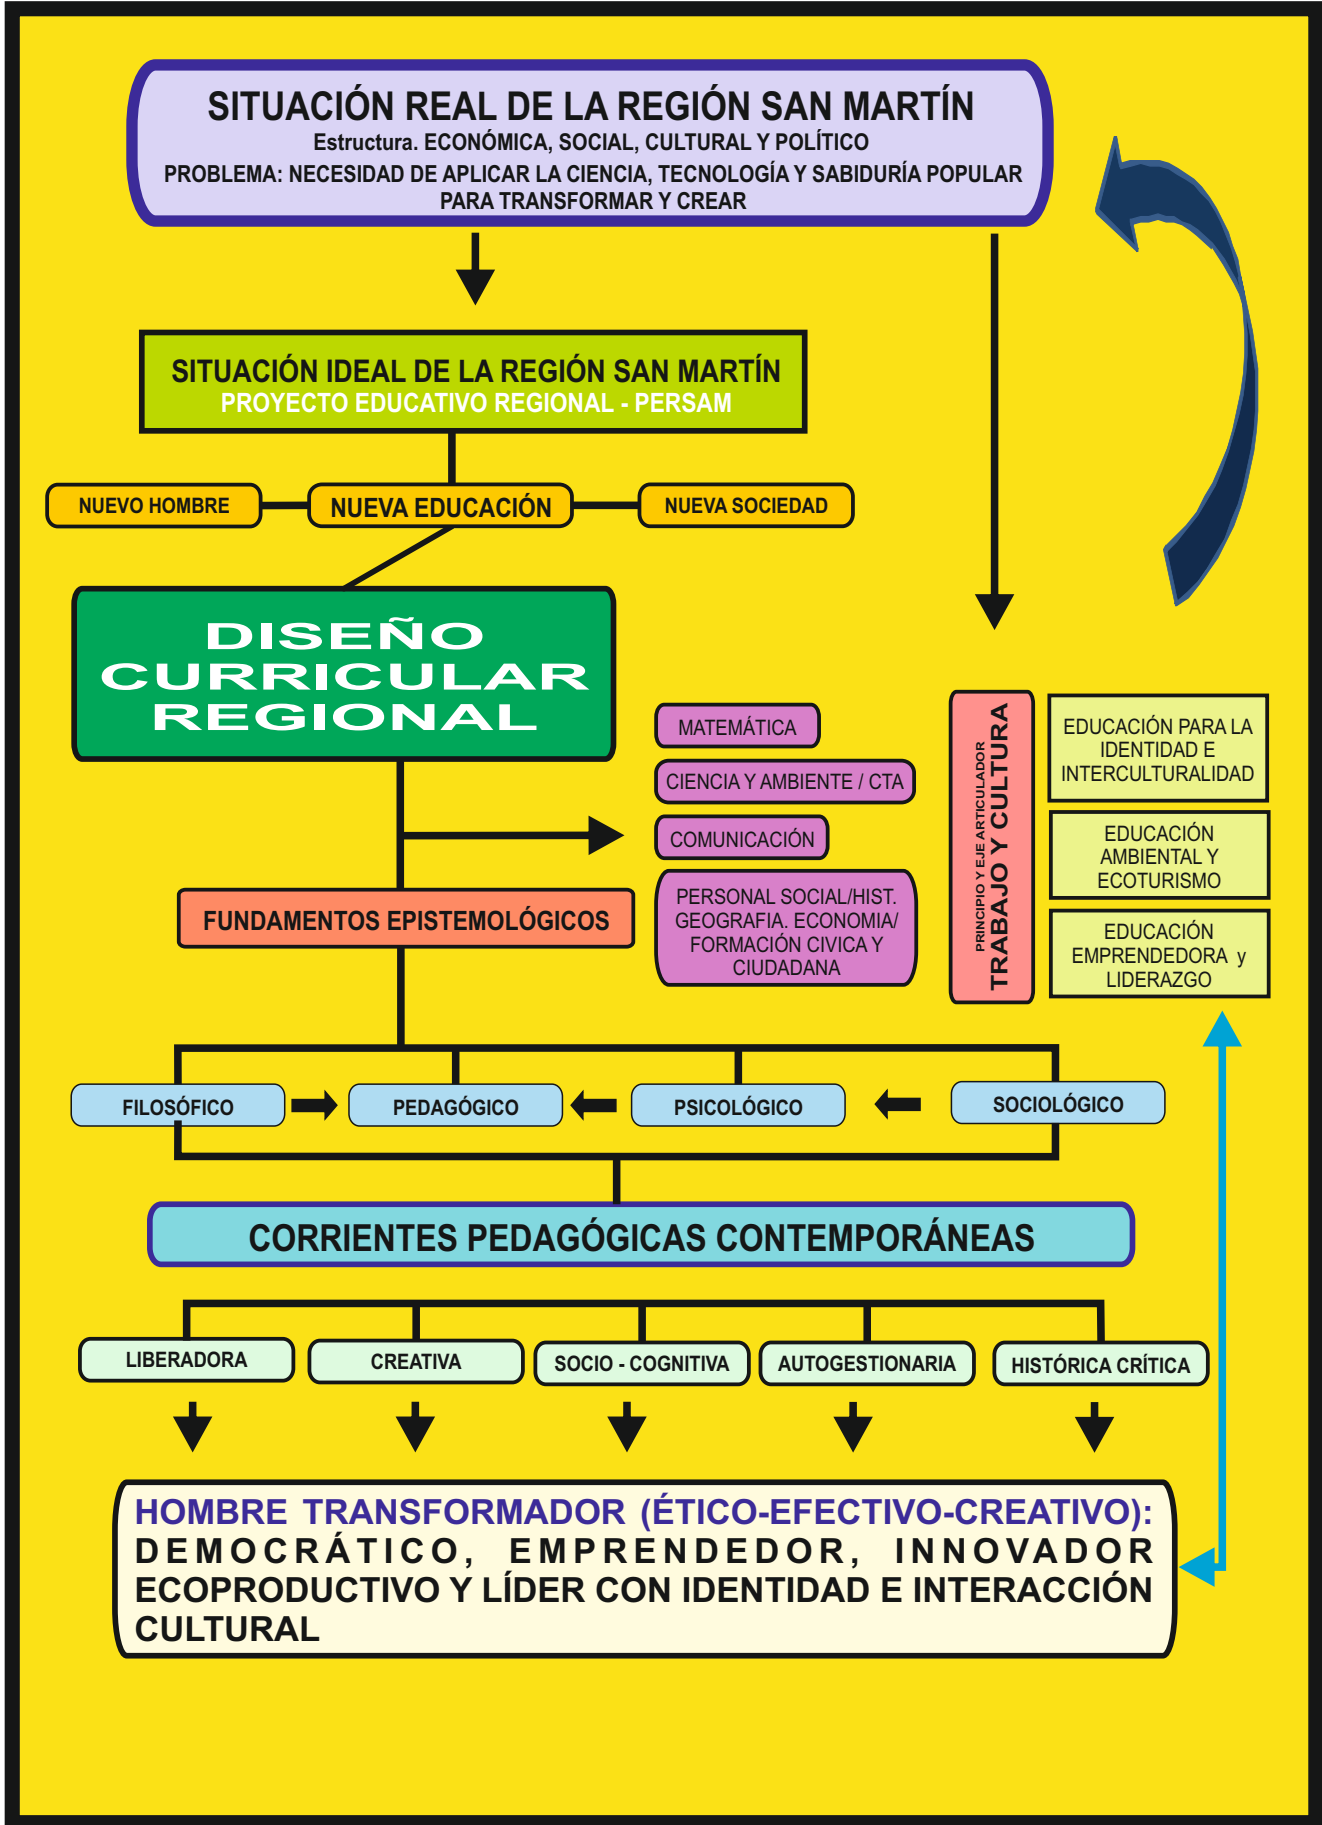 SITUACIÓN REAL DE LA REGIÓN SAN MARTÍN
Estructura. ECONÓMICA, SOCIAL, CULTURAL Y POLÍTICO
PROBLEMA: NECESIDAD DE APLICAR LA CIENCIA, TECNOLOGÍA Y SABIDURÍA POPULAR
PARA TRANSFORMAR Y CREAR
SITUACIÓN IDEAL DE LA REGIÓN SAN MARTÍN
PROYECTO EDUCATIVO REGIONAL - PERSAM
NUEVO HOMBRE
NUEVA EDUCACIÓN
NUEVA SOCIEDAD
DISEÑO
CURRICULAR
REGIONAL
MATEMÁTICA
CIENCIA Y AMBIENTE / CTA
COMUNICACIÓN
PERSONAL SOCIAL/HIST.
GEOGRAFIA. ECONOMIA/
FORMACIÓN CIVICA Y
CIUDADANA
PRINCIPIO Y EJE ARTICULADOR
TRABAJO Y CULTURA
EDUCACIÓN PARA LA
IDENTIDAD E
INTERCULTURALIDAD
EDUCACIÓN
AMBIENTAL Y
ECOTURISMO
EDUCACIÓN
EMPRENDEDORA y
LIDERAZGO
FUNDAMENTOS EPISTEMOLÓGICOS
FILOSÓFICO
PEDAGÓGICO
PSICOLÓGICO
SOCIOLÓGICO
CORRIENTES PEDAGÓGICAS CONTEMPORÁNEAS
LIBERADORA
CREATIVA
SOCIO - COGNITIVA
AUTOGESTIONARIA
HISTÓRICA CRÍTICA
HOMBRE TRANSFORMADOR (ÉTICO-EFECTIVO-CREATIVO):
DEMOCRÁTICO, EMPRENDEDOR, INNOVADOR
ECOPRODUCTIVO Y LÍDER CON IDENTIDAD E INTERACCIÓN
CULTURAL